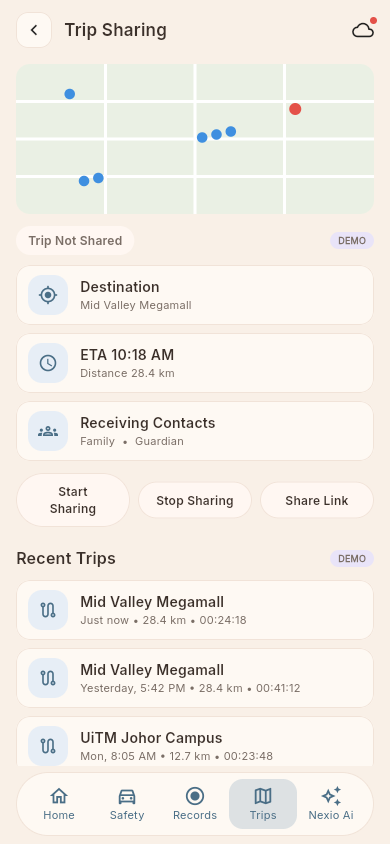 Trip Sharing
Trip Not Shared
DEMO
Destination
Mid Valley Megamall
ETA 10:18 AM
Distance 28.4 km
Receiving Contacts
Family • Guardian
Start
Sharing
Stop Sharing
Share Link
Recent Trips
DEMO
Mid Valley Megamall
Just now • 28.4 km • 00:24:18
Mid Valley Megamall
Yesterday, 5:42 PM • 28.4 km • 00:41:12
UiTM Johor Campus
Mon, 8:05 AM • 12.7 km • 00:23:48
Home
Safety
Records
Trips
Nexio Ai